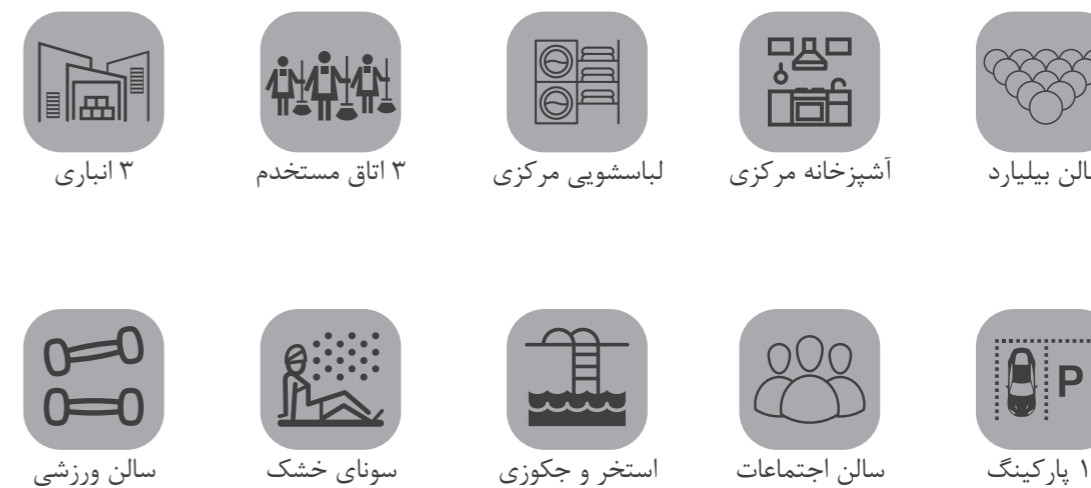 بیلیارد
آشپزخانه مرکزی
لباسشویی مرکزی
۳ اتاق مستخدم
۳ انباری
P
پارکینگ
سالن اجتماعات
استخر و جکوزی
سونای خشک
سالن ورزشی